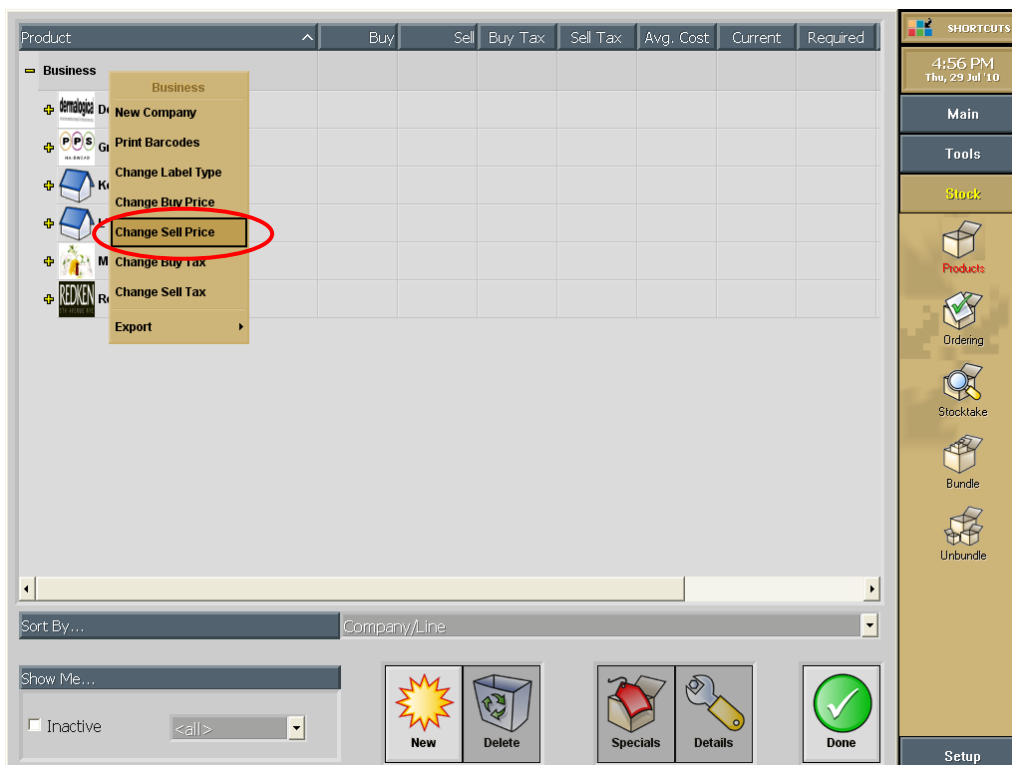 Product Buy Sell Buy Tax Sell Tax Avg. Cost Current Required
SHORTCUTS
4:56 PM
Thu, 29 Jul '10
Business
Business
New Company
dermalogica
Print Barcodes
PPS
Change Label Type
Change Buy Price
Change Sell Price
M Change Buy Tax
REDKEN
Change Sell Tax
Export
Main
Tools
Stock
Products
Ordering
Stocktake
Bundle
Unbundle
Sort By... Company/Line
Show Me...
Inactive <all>
New Delete Specials Details Done
Setup